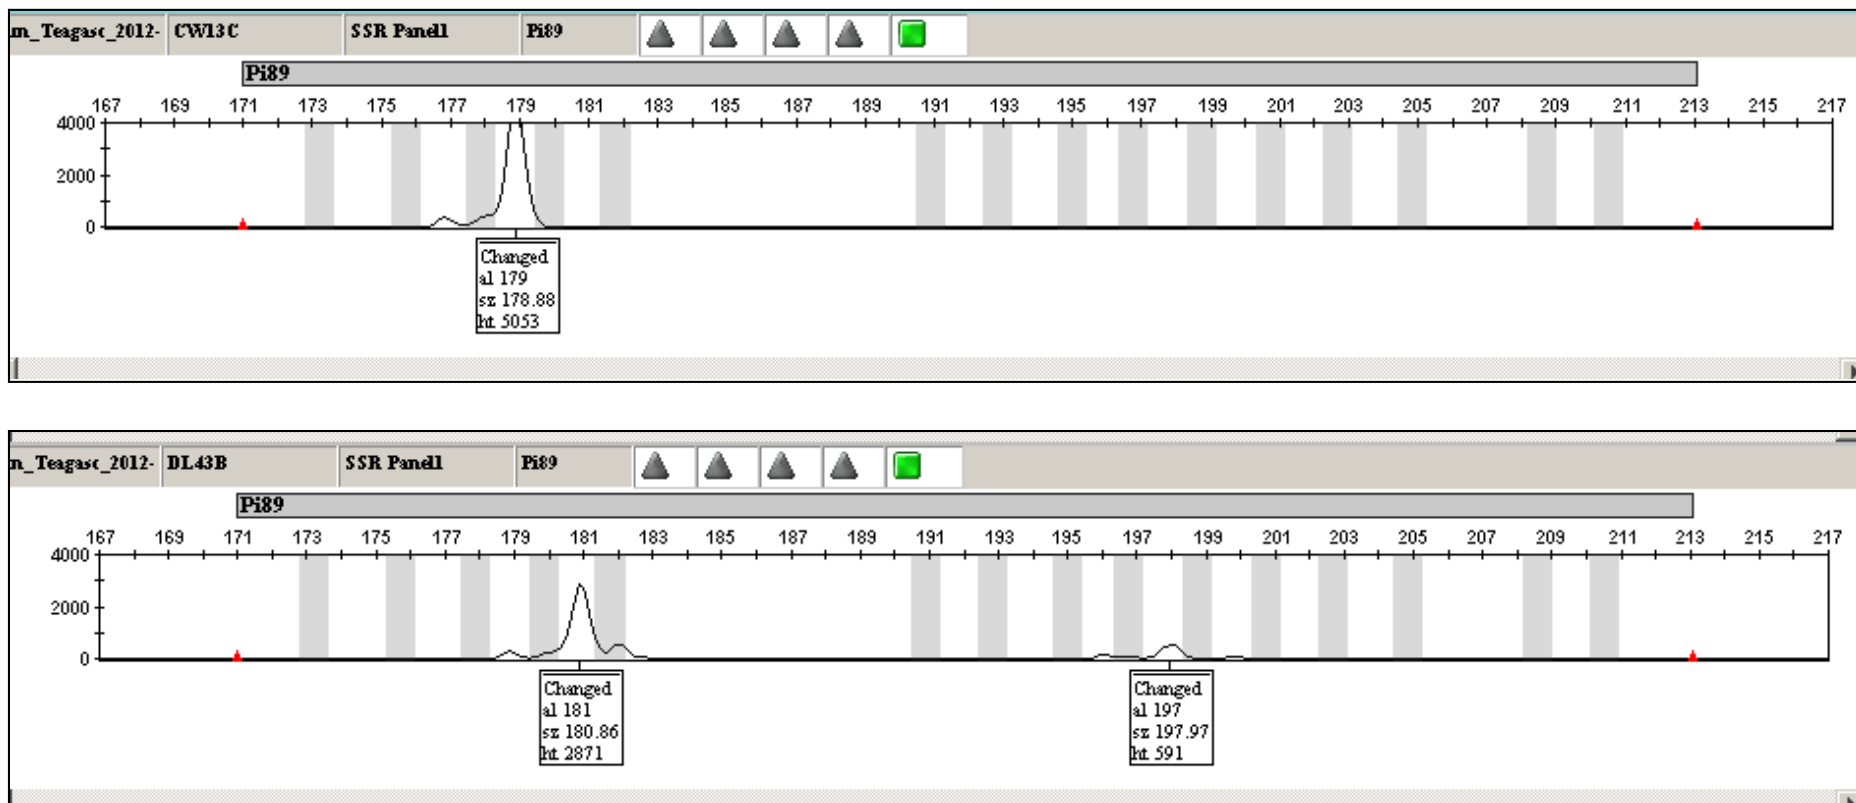 m_Teagasc_2012- CW13C SSR Panel1 Pi89
Pi89
167 169 171 173 175 177 179 181 183 185 187 189 191 193 195 197 199 201 203 205 207 209 211 213 215 217
4000
2000
0
Changed
al 179
sz 178.88
ht 5053
n_Teagasc_2012- DL43B SSR Panel1 Pi89
Pi89
167 169 171 173 175 177 179 181 183 185 187 189 191 193 195 197 199 201 203 205 207 209 211 213 215 217
4000
2000
0
Changed
al 181
sz 180.86
ht 2871
Changed
al 197
sz 197.97
ht 591